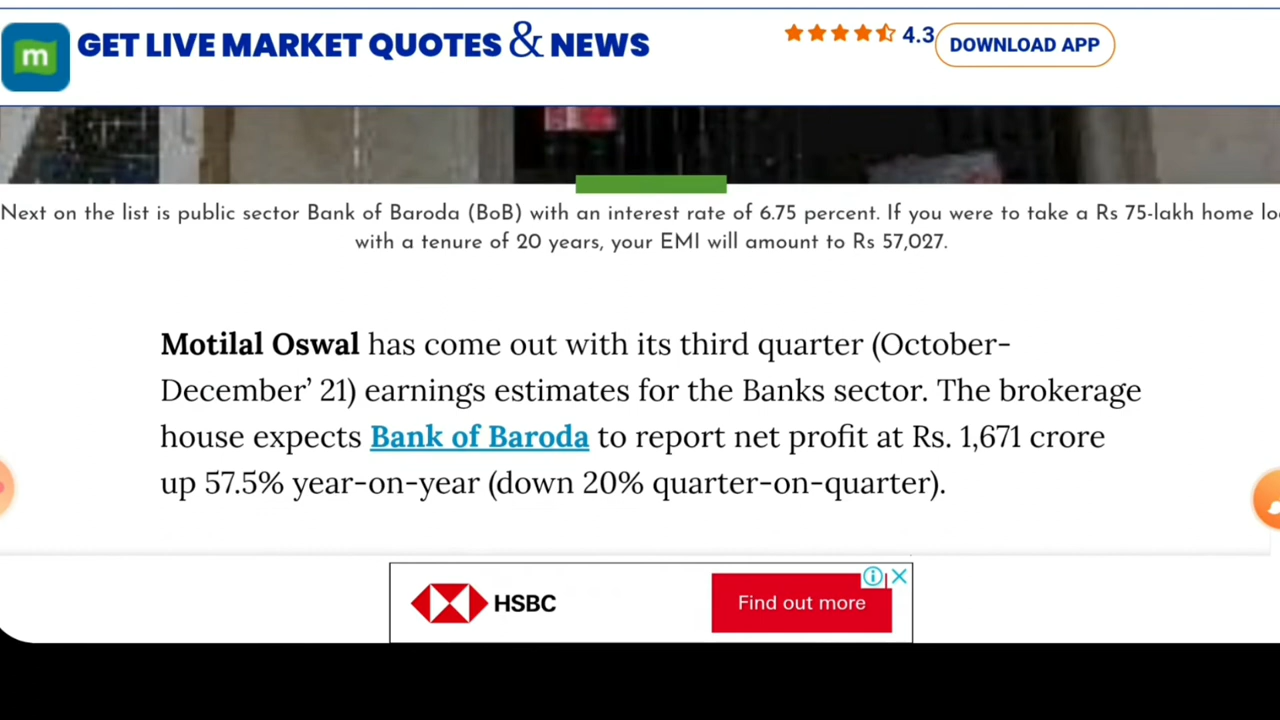 m
GET LIVE MARKET QUOTES & NEWS
4.3
DOWNLOAD APP
Next on the list is public sector Bank of Baroda (BoB) with an interest rate of 6.75 percent. If you were to take a Rs 75-lakh home
with a tenure of 20 years, your EMI will amount to Rs 57,027.
Motilal Oswal has come out with its third quarter (October-
December’ 21) earnings estimates for the Banks sector. The brokerage
house expects Bank of Baroda to report net profit at Rs. 1,671 crore
up 57.5% year-on-year (down 20% quarter-on-quarter).
HSBC
Find out more